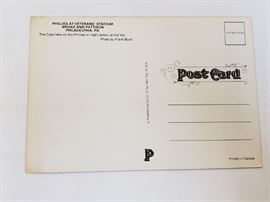 PHILLIES AT VETERANS' STADIUM
BROAD AND PATTISON
PHILADELPHIA, PA.
The Cubs take on the Phillies in night action at the Vet.
Photo by Frank Burd
Post Card
P
Printed in Canada